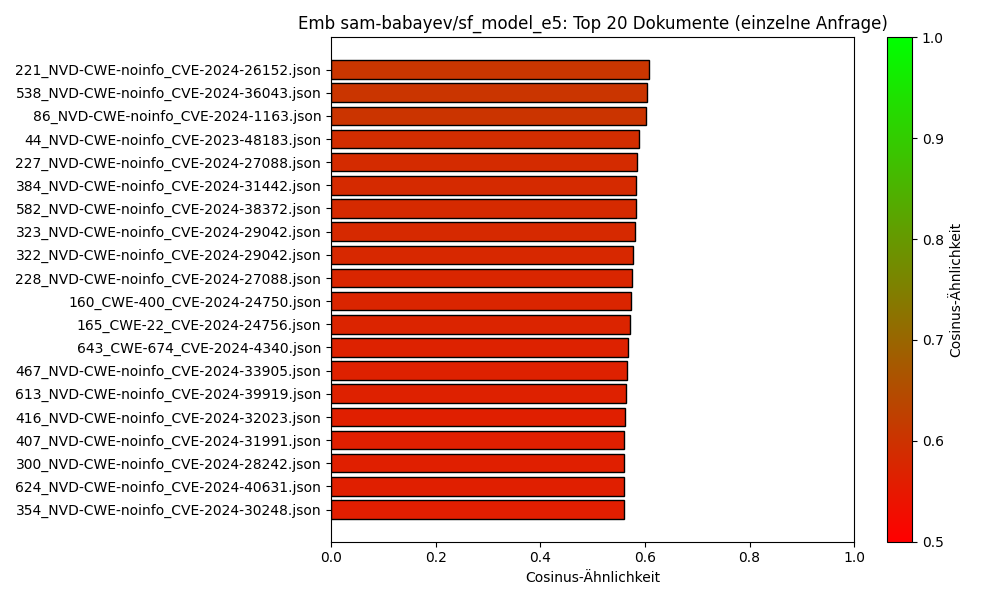 Emb sam-babayev/sf_model_e5: Top 20 Dokumente (einzelne Anfrage)
221_NVD-CWE-noinfo_CVE-2024-26152.json
538_NVD-CWE-noinfo_CVE-2024-36043.json
86_NVD-CWE-noinfo_CVE-2024-1163.json
44_NVD-CWE-noinfo_CVE-2023-48183.json
227_NVD-CWE-noinfo_CVE-2024-27088.json
384_NVD-CWE-noinfo_CVE-2024-31442.json
582_NVD-CWE-noinfo_CVE-2024-38372.json
323_NVD-CWE-noinfo_CVE-2024-29042.json
322_NVD-CWE-noinfo_CVE-2024-29042.json
228_NVD-CWE-noinfo_CVE-2024-27088.json
160_CWE-400_CVE-2024-24750.json
165_CWE-22_CVE-2024-24756.json
643_CWE-674_CVE-2024-4340.json
467_NVD-CWE-noinfo_CVE-2024-33905.json
613_NVD-CWE-noinfo_CVE-2024-39919.json
416_NVD-CWE-noinfo_CVE-2024-32023.json
407_NVD-CWE-noinfo_CVE-2024-31991.json
300_NVD-CWE-noinfo_CVE-2024-28242.json
624_NVD-CWE-noinfo_CVE-2024-40631.json
354_NVD-CWE-noinfo_CVE-2024-30248.json
0.0 0.2 0.4 0.6 0.8 1.0
Cosinus-Ähnlichkeit
1.0
0.9
0.8
0.7
0.6
0.5
Cosinus-Ähnlichkeit